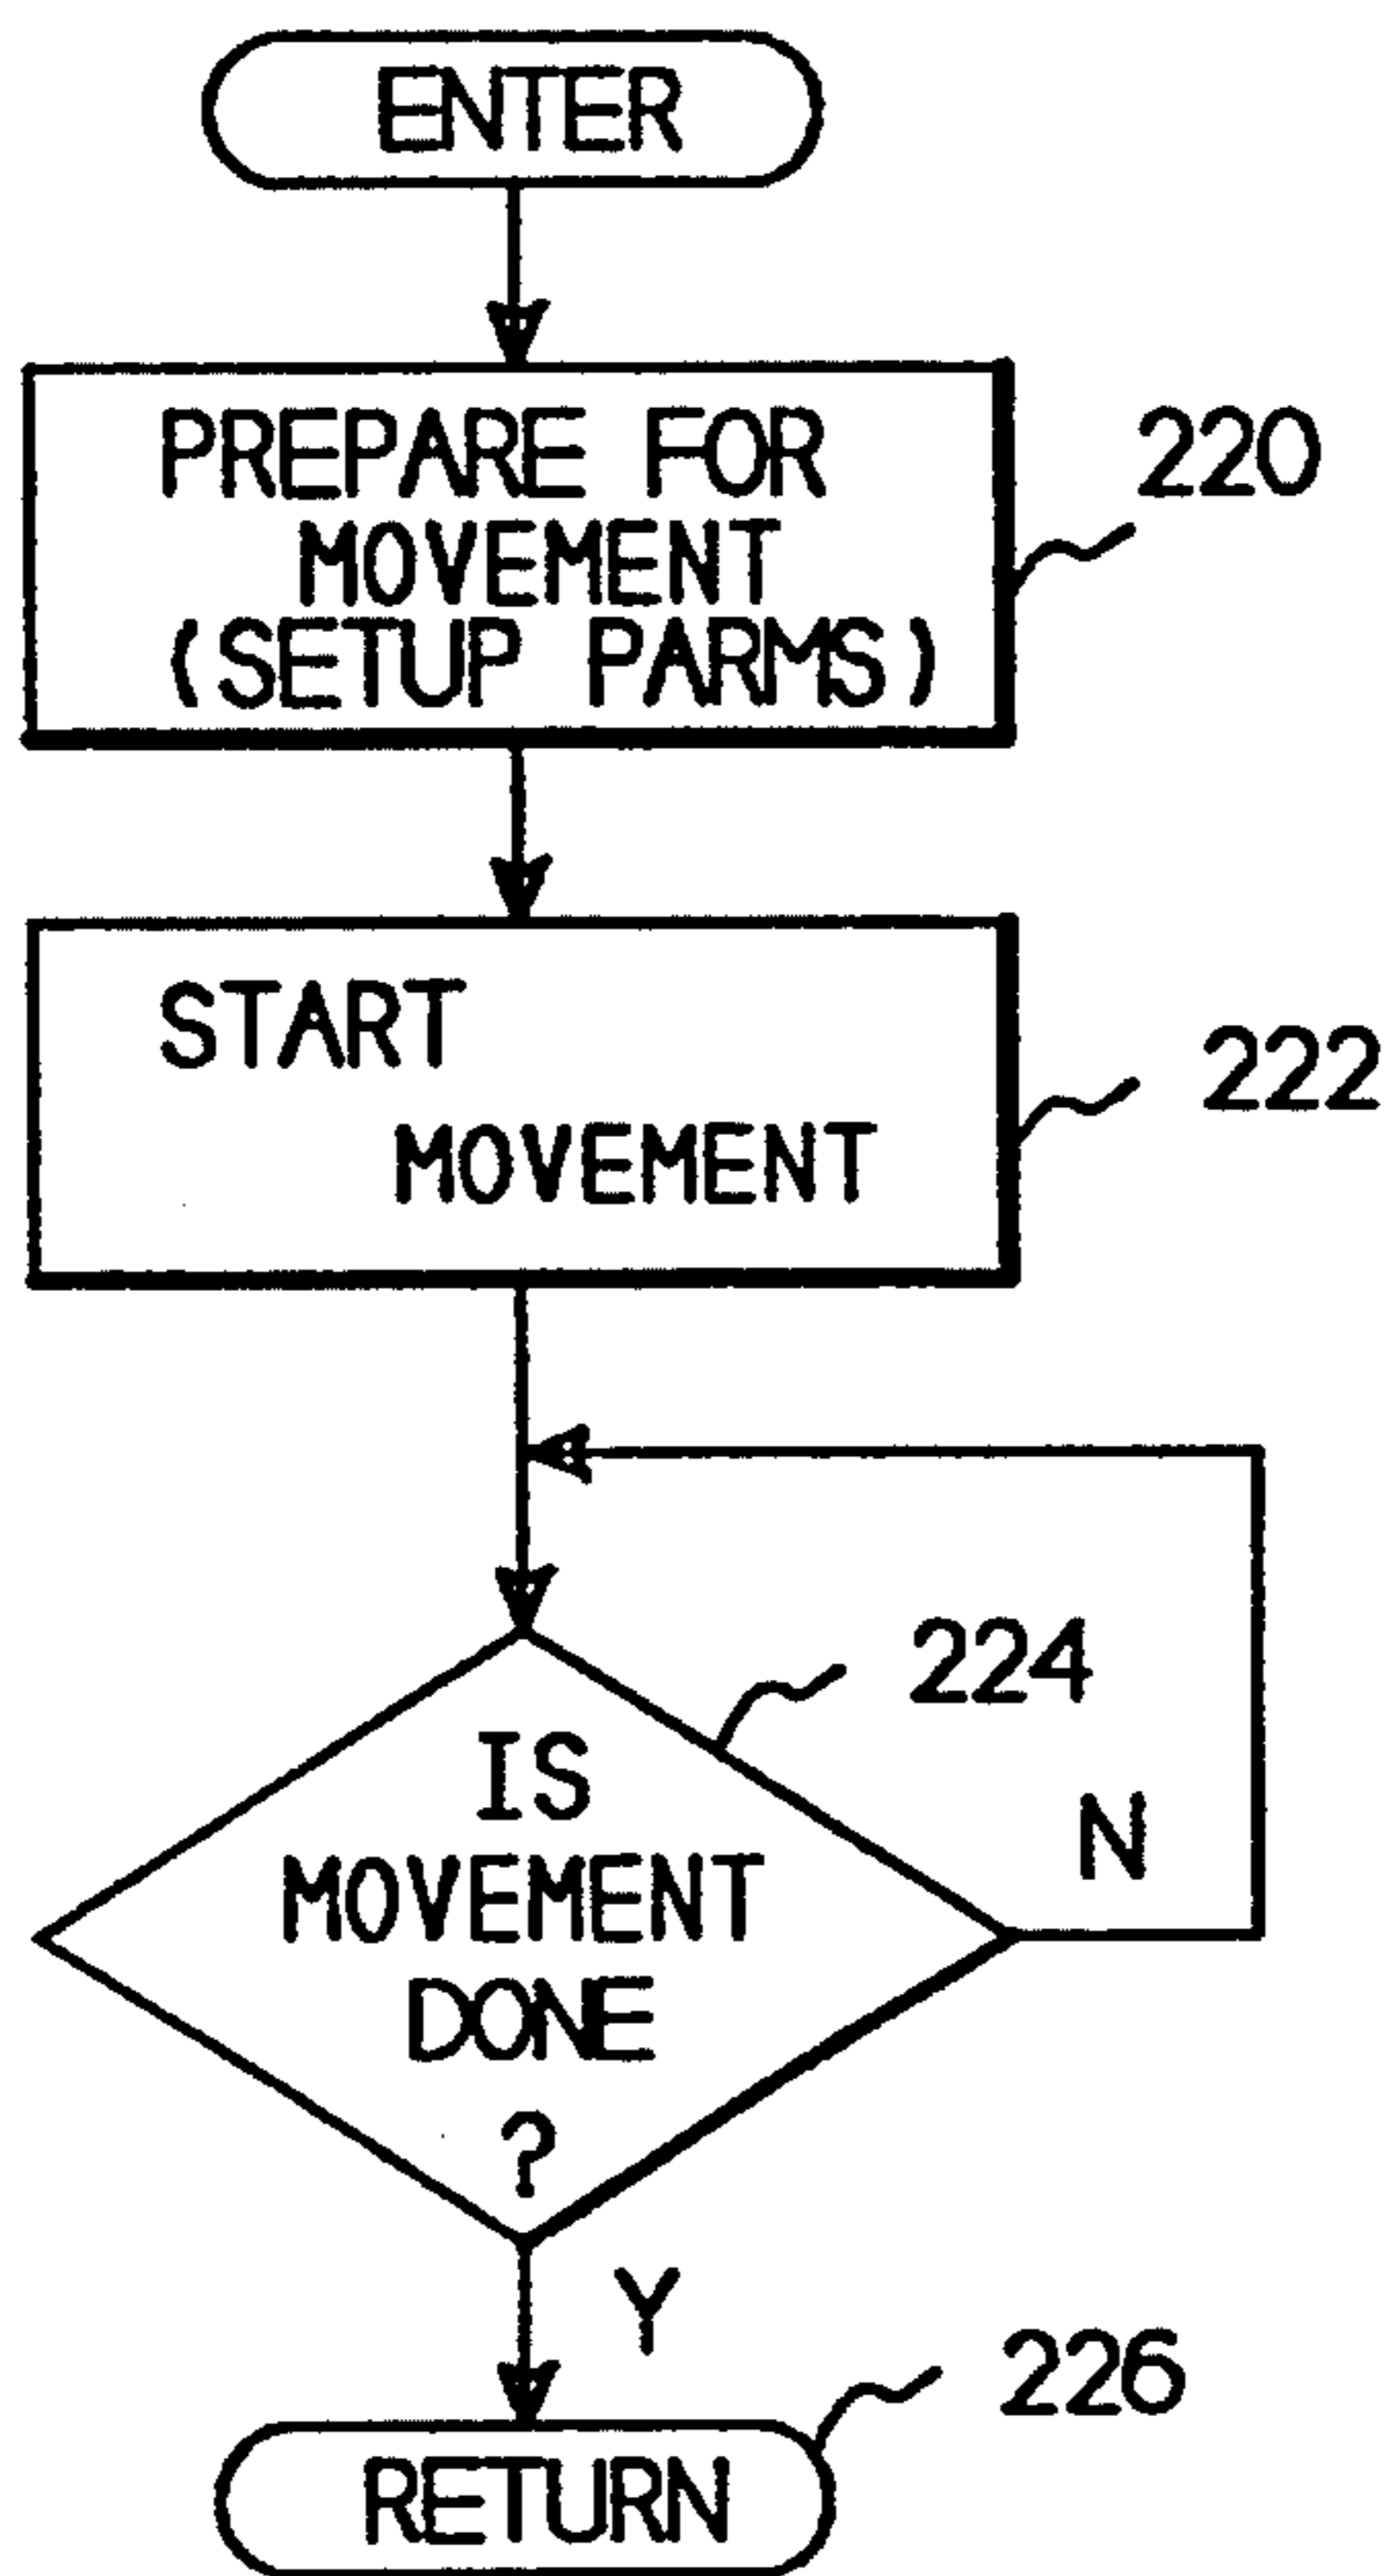 ENTER
PREPARE FOR
MOVEMENT
(SETUP PARMS)
220
START
MOVEMENT
222
224
IS
MOVEMENT
DONE
?
N
Y
226
RETURN